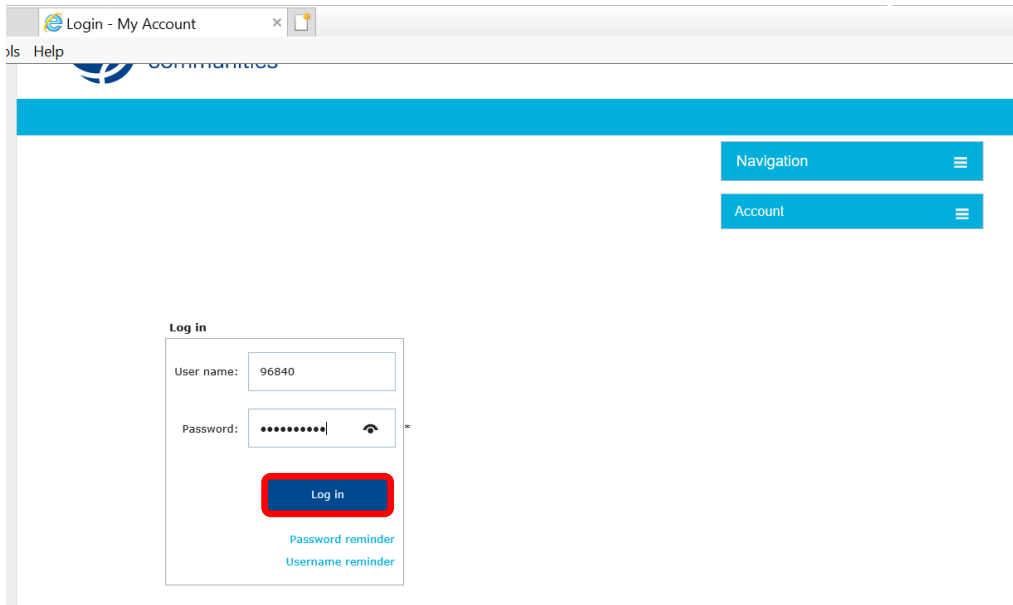 Login - My Account
ols Help
communities
Navigation
Account
Log in
User name: 96840
Password: •••••••••• *
Log in
Password reminder
Username reminder